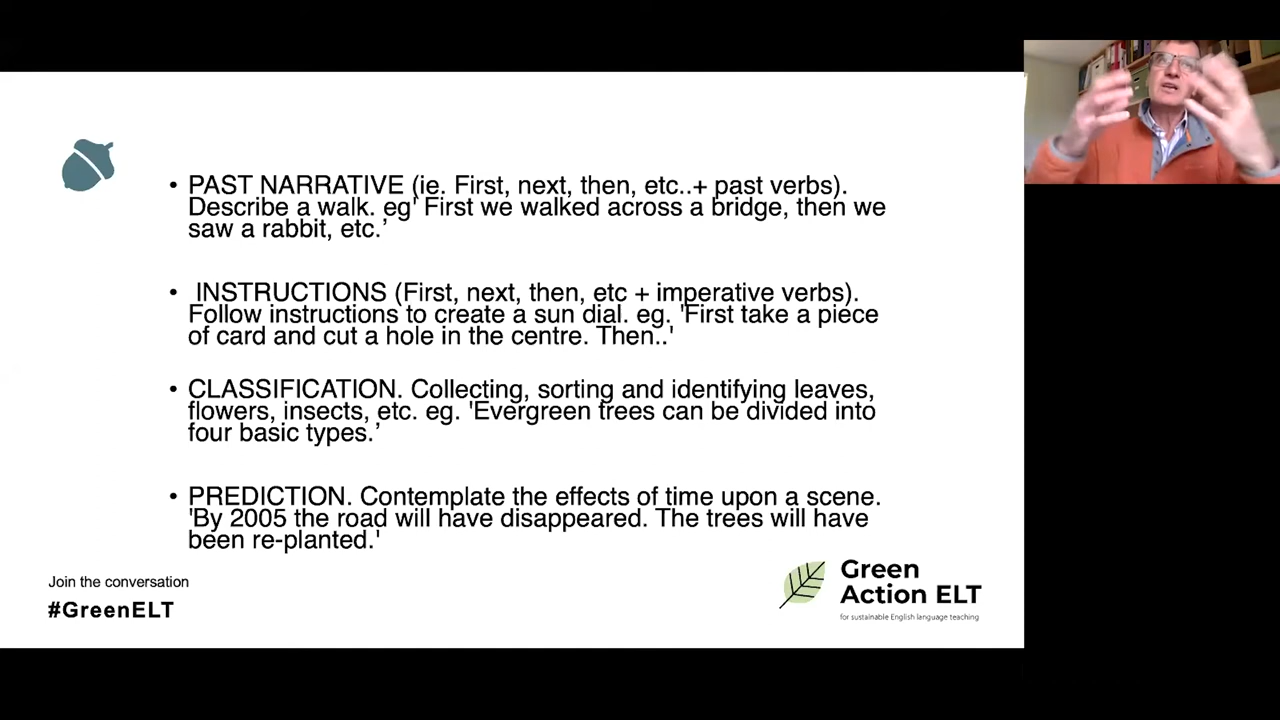 • PAST NARRATIVE (ie. First, next, then, etc..+ past verbs).
Describe a walk. eg' First we walked across a bridge, then we
saw a rabbit, etc.’
• INSTRUCTIONS (First, next, then, etc + imperative verbs).
Follow instructions to create a sun dial. eg. 'First take a piece
of card and cut a hole in the centre. Then..'
• CLASSIFICATION. Collecting, sorting and identifying leaves,
flowers, insects, etc. eg. 'Evergreen trees can be divided into
four basic types.’
• PREDICTION. Contemplate the effects of time upon a scene.
'By 2005 the road will have disappeared. The trees will have
been re-planted.'
Join the conversation
#GreenELT
Green
Action ELT
for sustainable English language teaching